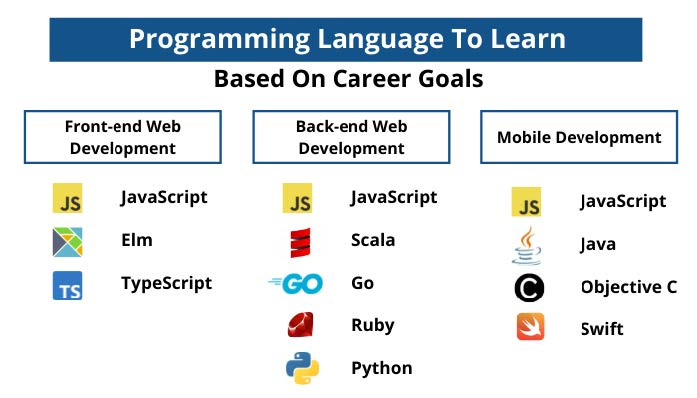 Programming Language To Learn
Based On Career Goals
Front-end Web
Development
JS JavaScript
Elm
TS TypeScript
Back-end Web
Development
JS JavaScript
Scala
GO Go
Ruby
Python
Mobile Development
JS JavaScript
Java
C Objective C
Swift